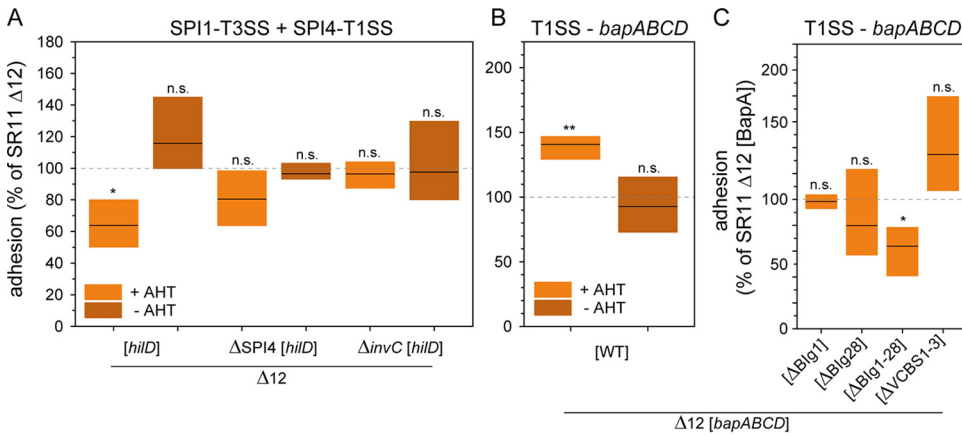 A
SPI1-T3SS + SPI4-T1SS
adhesion (% of SR11 Δ12)
180
160
140
120
100
80
60
40
20
0
*
n.s.
n.s.
n.s.
n.s.
n.s.
+ AHT
- AHT
[hilD]
ΔSPI4 [hilD]
ΔinvC [hilD]
Δ12
B
T1SS - bapABCD
200
150
100
50
0
**
n.s.
+ AHT
- AHT
[WT]
C
T1SS - bapABCD
adhesion
(% of SR11 Δ12 [BapA])
200
150
100
50
0
n.s.
n.s.
*
n.s.
[ΔBIg1]
[ΔBIg28]
[ΔBIg1-28]
[ΔVCBS1-3]
Δ12 [bapABCD]